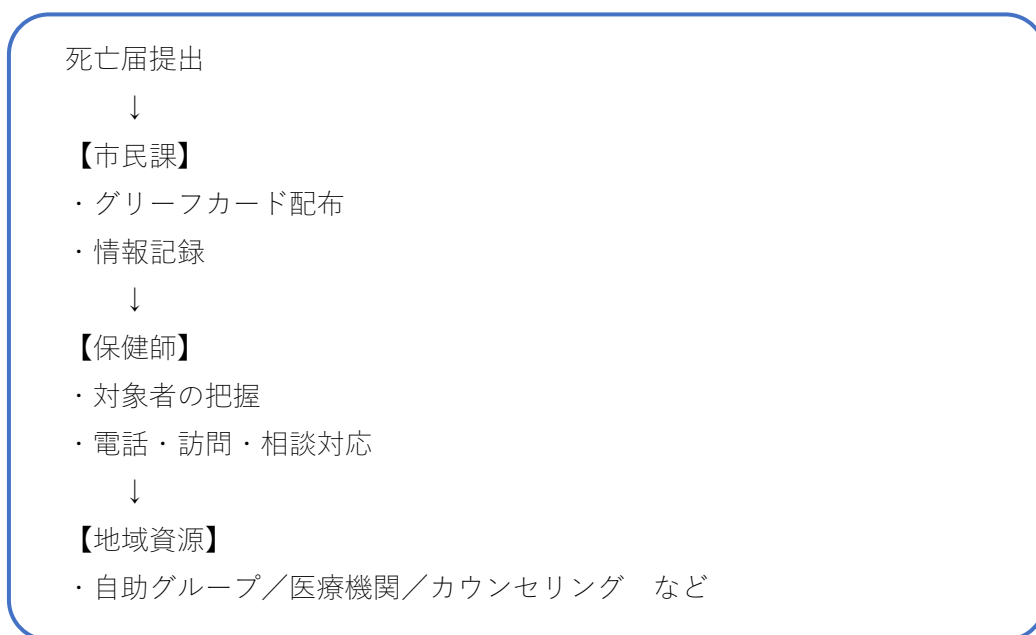 死亡届提出
↓
【市民課】
・グリーフカード配布
・情報記録
↓
【保健師】
・対象者の把握
・電話・訪問・相談対応
↓
【地域資源】
・自助グループ／医療機関／カウンセリング　など